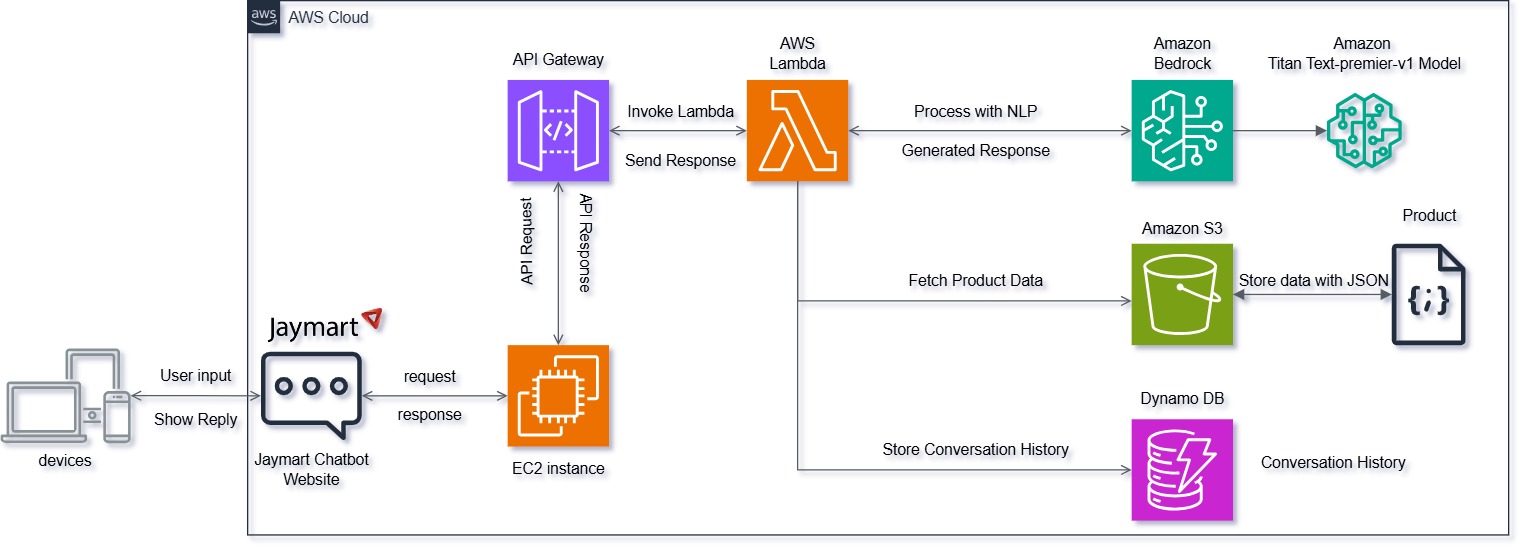 aws
AWS Cloud
API Gateway
AWS
Lambda
Amazon
Bedrock
Amazon
Titan Text-premier-v1 Model
Invoke Lambda
Send Response
Process with NLP
Generated Response
API Request
API Response
</>
Amazon S3
Product
Fetch Product Data
Store data with JSON
{;}
Jaymart
User input
Show Reply
request
response
devices
Jaymart Chatbot
Website
EC2 instance
Dynamo DB
Store Conversation History
Conversation History